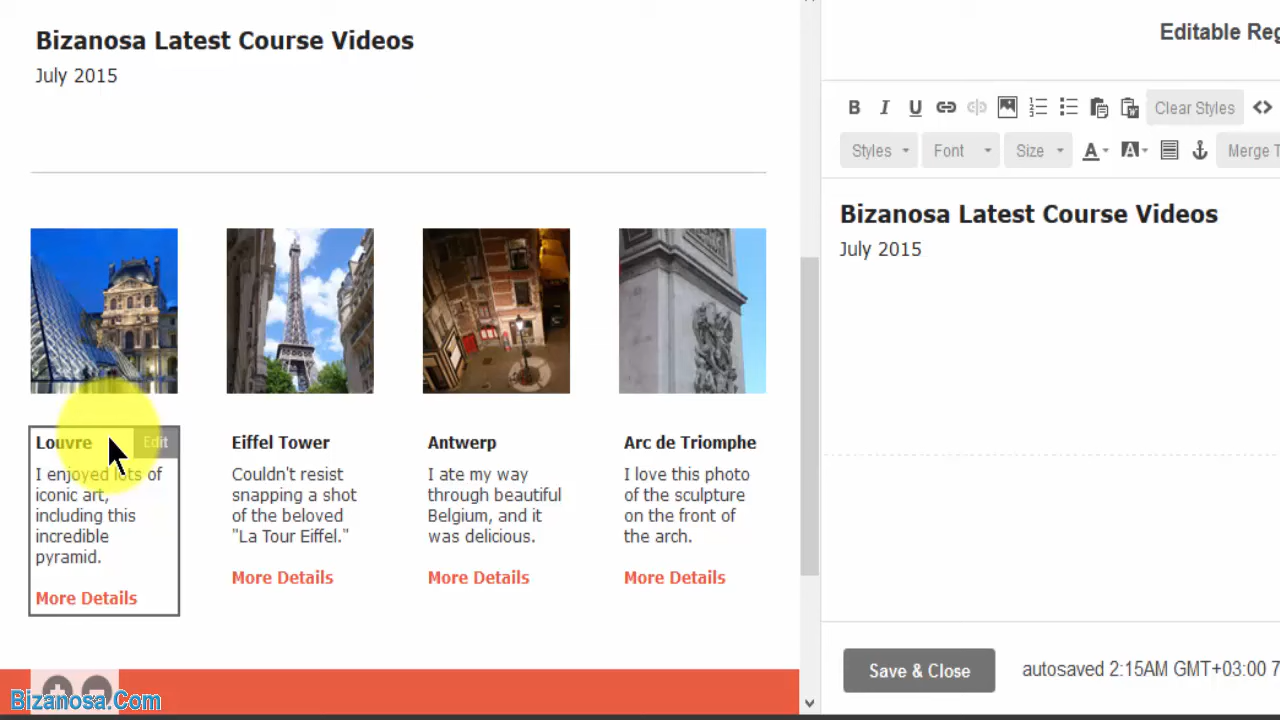 Bizanosa Latest Course Videos
July 2015
Louvre
Edit
I enjoyed lots of
iconic art,
including this
incredible
pyramid.
More Details
Eiffel Tower
Couldn't resist
snapping a shot
of the beloved
"La Tour Eiffel."
More Details
Antwerp
I ate my way
through beautiful
Belgium, and it
was delicious.
More Details
Arc de Triomphe
I love this photo
of the sculpture
on the front of
the arch.
More Details
Bizanosa.Com
Editable Reg
B I U Clear Styles
Styles Font Size A A Merge T
Bizanosa Latest Course Videos
July 2015
Save & Close
autosaved 2:15AM GMT+03:00 7